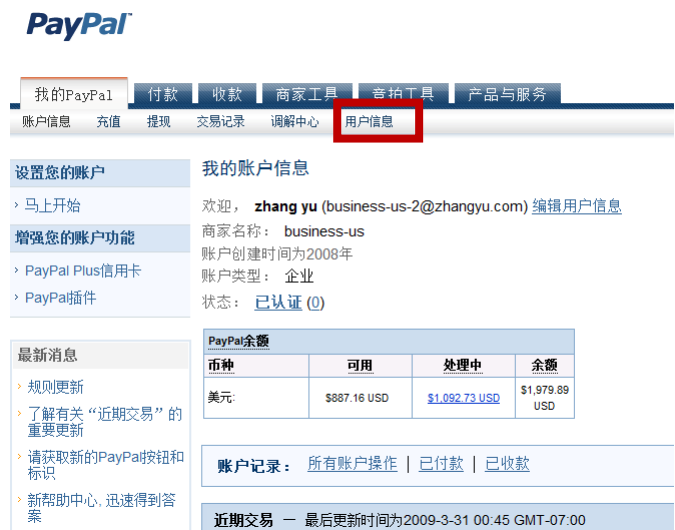 PayPal
我的PayPal 付款 收款 商家工具 竞拍工具 产品与服务
账户信息 充值 提现 交易记录 调解中心 用户信息
设置您的账户
› 马上开始
增强您的账户功能
› PayPal Plus信用卡
› PayPal插件
最新消息
› 规则更新
› 了解有关“近期交易”的
重要更新
› 请获取新的PayPal按钮和
标识
› 新帮助中心, 迅速得到答
案
我的账户信息
欢迎， zhang yu (business-us-2@zhangyu.com) 编辑用户信息
商家名称： business-us
账户创建时间为2008年
账户类型： 企业
状态： 已认证 (0)
PayPal余额
币种 可用 处理中 余额
美元: $887.16 USD $1,092.73 USD $1,979.89
USD
账户记录： 所有账户操作 | 已付款 | 已收款
近期交易 — 最后更新时间为2009-3-31 00:45 GMT-07:00